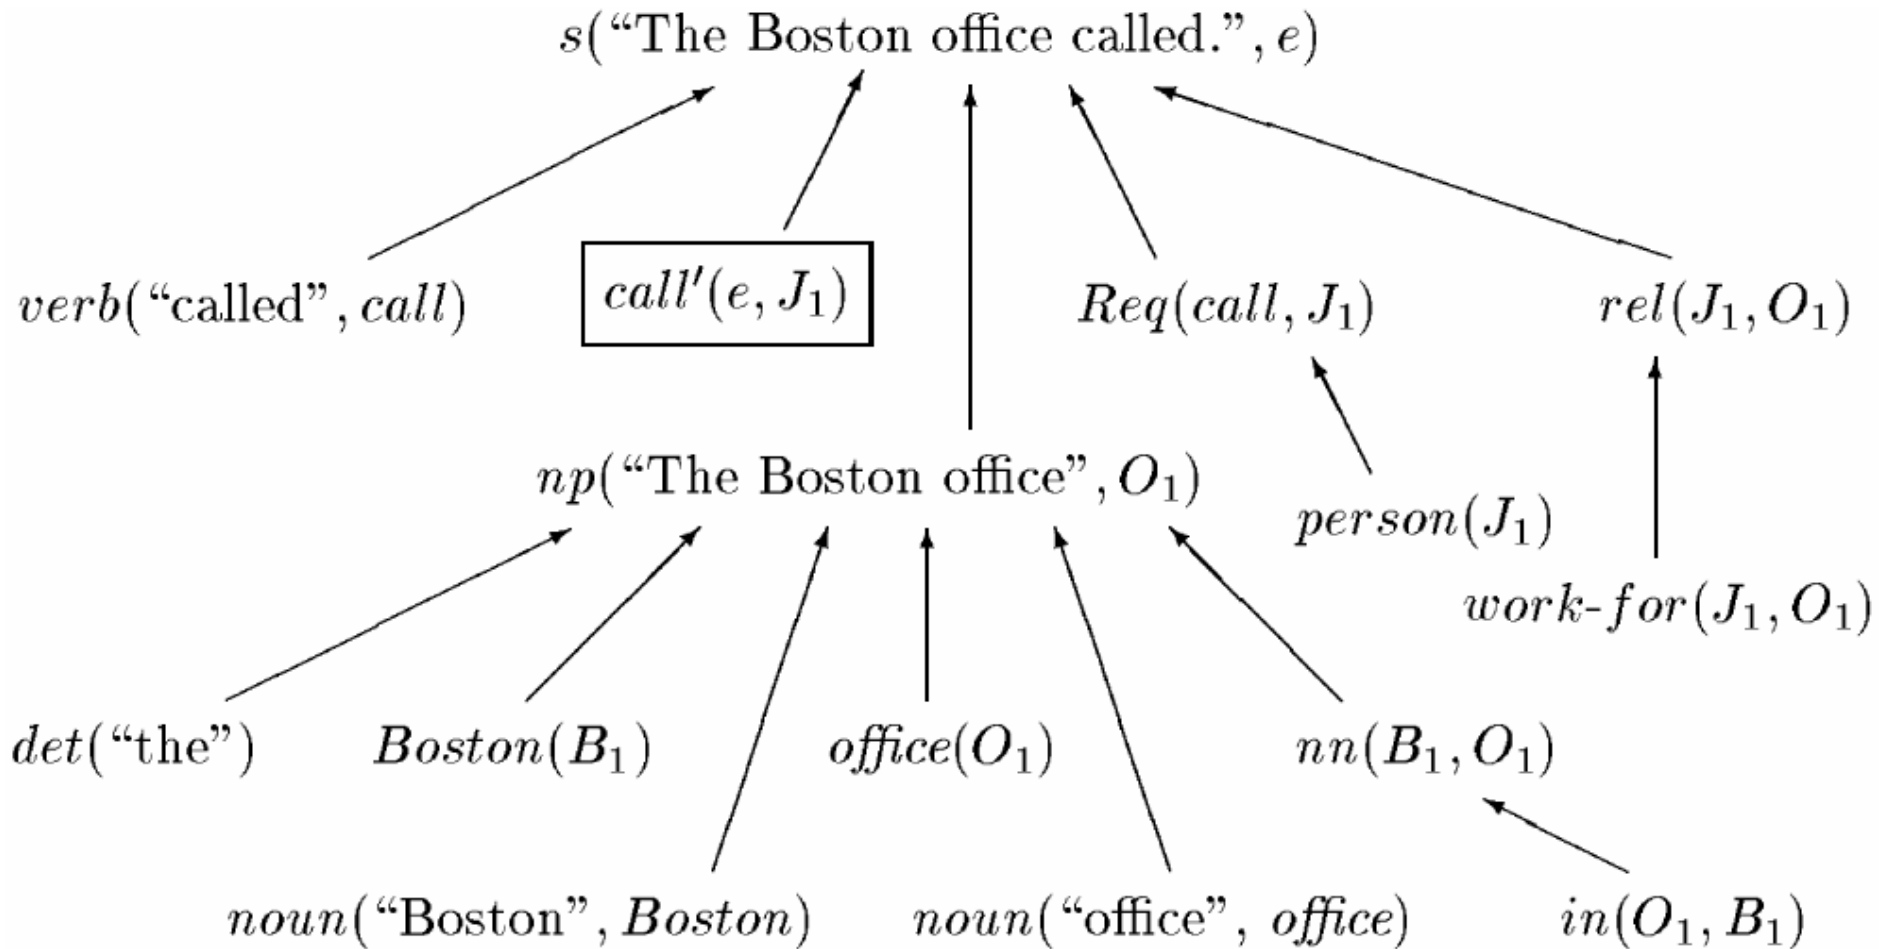 s(“The Boston office called.”, e)
verb(“called”, call) call′(e, J₁) Req(call, J₁) rel(J₁, O₁)
np(“The Boston office”, O₁) person(J₁)
work-for(J₁, O₁)
det(“the”) Boston(B₁) office(O₁) nn(B₁, O₁)
noun(“Boston”, Boston) noun(“office”, office) in(O₁, B₁)